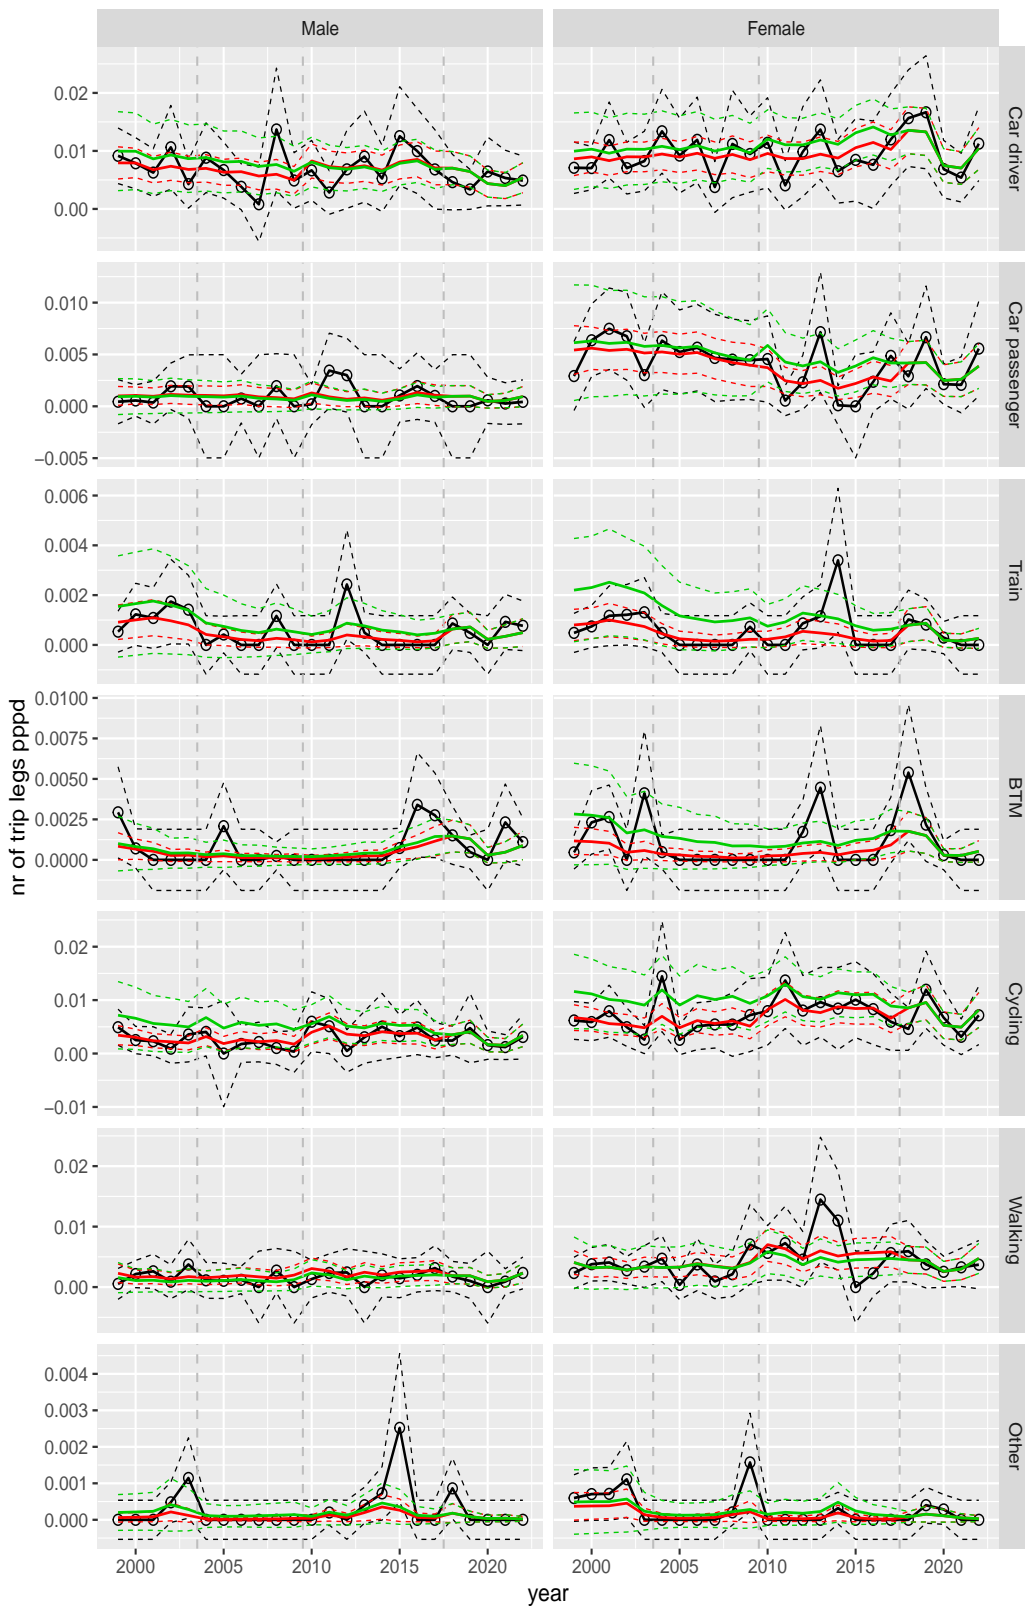 Male Female
0.02
0.01
0.00
Car driver
0.010
0.005
0.000
−0.005
Car passenger
0.006
0.004
0.002
0.000
Train
0.0100
0.0075
0.0050
0.0025
0.0000
BTM
0.02
0.01
0.00
−0.01
Cycling
0.02
0.01
0.00
Walking
0.004
0.003
0.002
0.001
0.000
Other
nr of trip legs pppd
2000 2005 2010 2015 2020 2000 2005 2010 2015 2020
year